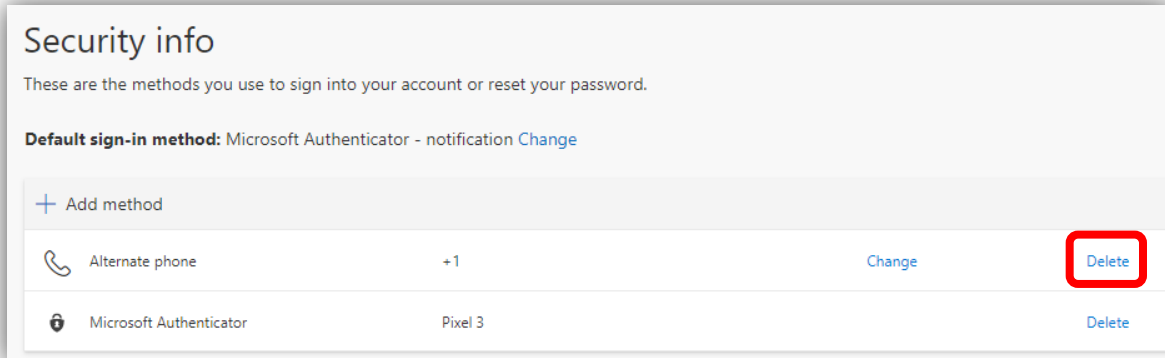 Security info
These are the methods you use to sign into your account or reset your password.
Default sign-in method: Microsoft Authenticator - notification Change
Add method
Alternate phone +1 Change Delete
Microsoft Authenticator Pixel 3 Delete